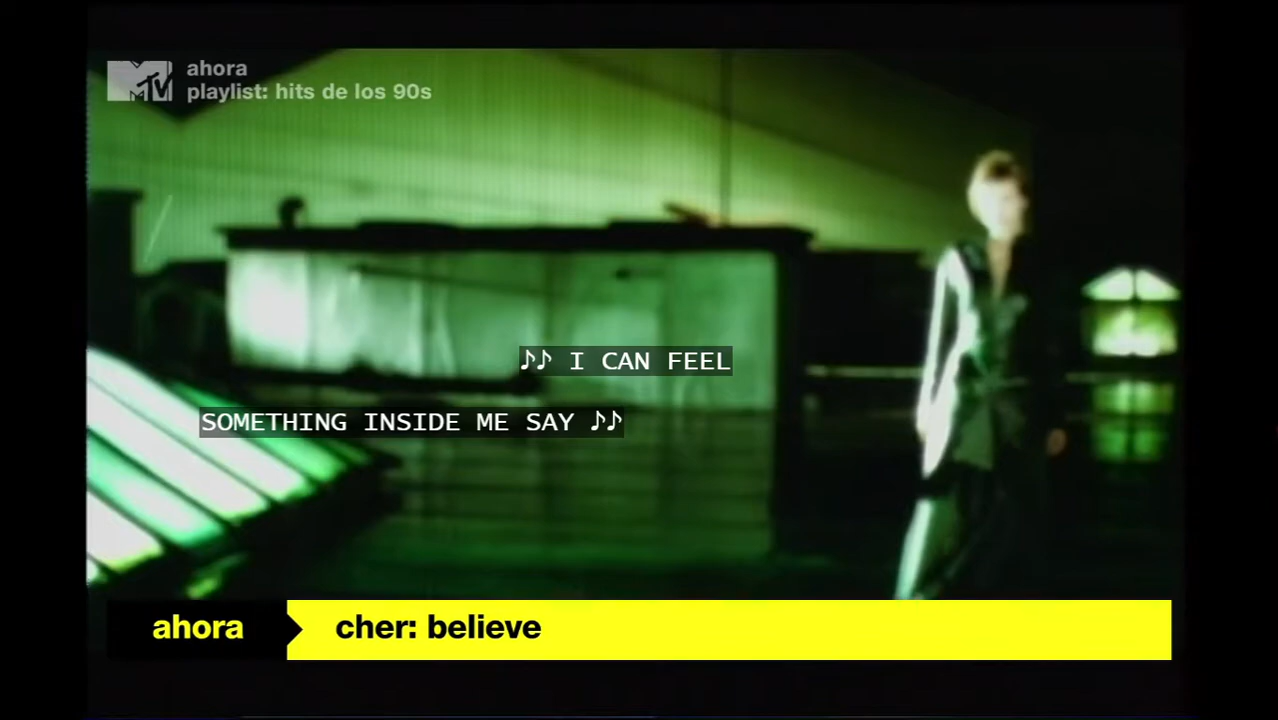 MTV
ahora
playlist: hits de los 90s
♪♪ I CAN FEEL
SOMETHING INSIDE ME SAY ♪♪
ahora
cher: believe